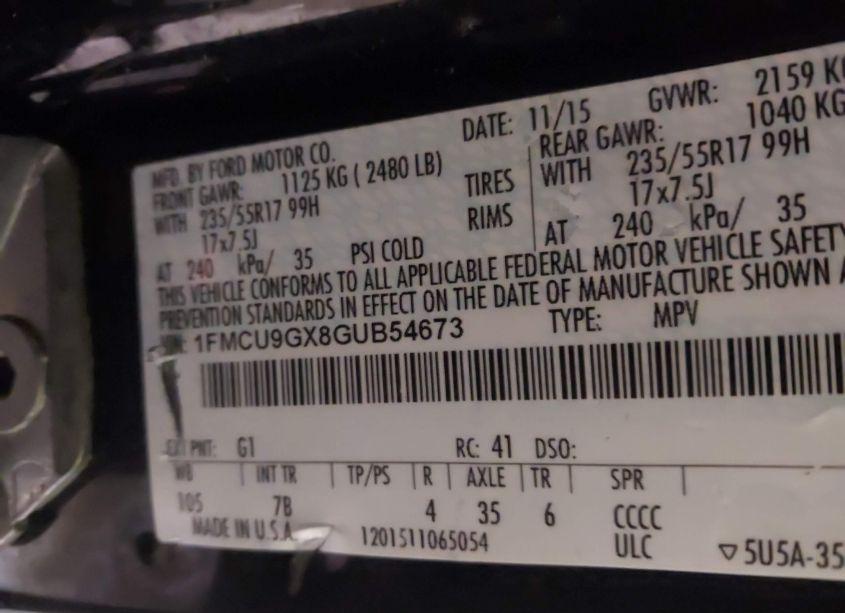 MFD. BY FORD MOTOR CO. DATE: 11/15 GVWR: 2159 KG
FRONT GAWR: 1125 KG ( 2480 LB) REAR GAWR: 1040 KG
WITH 235/55R17 99H TIRES WITH 235/55R17 99H
17x7.5J RIMS 17x7.5J
AT 240 kPa/ 35 PSI COLD AT 240 kPa/ 35
THIS VEHICLE CONFORMS TO ALL APPLICABLE FEDERAL MOTOR VEHICLE SAFETY
PREVENTION STANDARDS IN EFFECT ON THE DATE OF MANUFACTURE SHOWN A
VIN: 1FMCU9GX8GUB54673 TYPE: MPV
EXT PNT: G1 RC: 41 DSO:
WB | INT TR | TP/PS | R | AXLE | TR | SPR |
105 7B 4 35 6 CCCC
MADE IN U.S.A. 1201511065054 ULC ▽5U5A-35